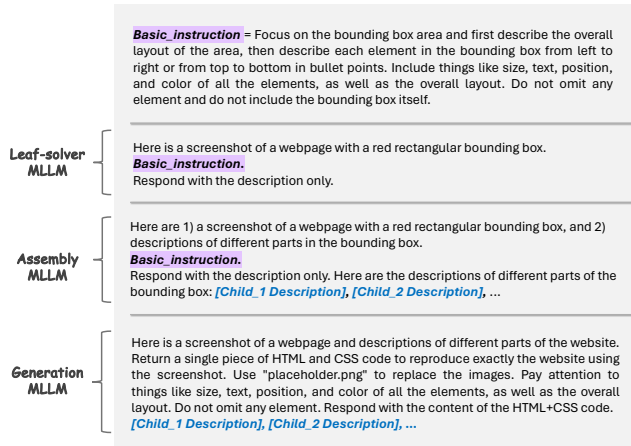 Basic_instruction = Focus on the bounding box area and first describe the overall
layout of the area, then describe each element in the bounding box from left to
right or from top to bottom in bullet points. Include things like size, text, position,
and color of all the elements, as well as the overall layout. Do not omit any
element and do not include the bounding box itself.
Leaf-solver
MLLM
Here is a screenshot of a webpage with a red rectangular bounding box.
Basic_instruction.
Respond with the description only.
Assembly
MLLM
Here are 1) a screenshot of a webpage with a red rectangular bounding box, and 2)
descriptions of different parts in the bounding box.
Basic_instruction.
Respond with the description only. Here are the descriptions of different parts of the
bounding box: [Child_1 Description], [Child_2 Description], ...
Generation
MLLM
Here is a screenshot of a webpage and descriptions of different parts of the website.
Return a single piece of HTML and CSS code to reproduce exactly the website using
the screenshot. Use "placeholder.png" to replace the images. Pay attention to
things like size, text, position, and color of all the elements, as well as the overall
layout. Do not omit any element. Respond with the content of the HTML+CSS code.
[Child_1 Description], [Child_2 Description], ...